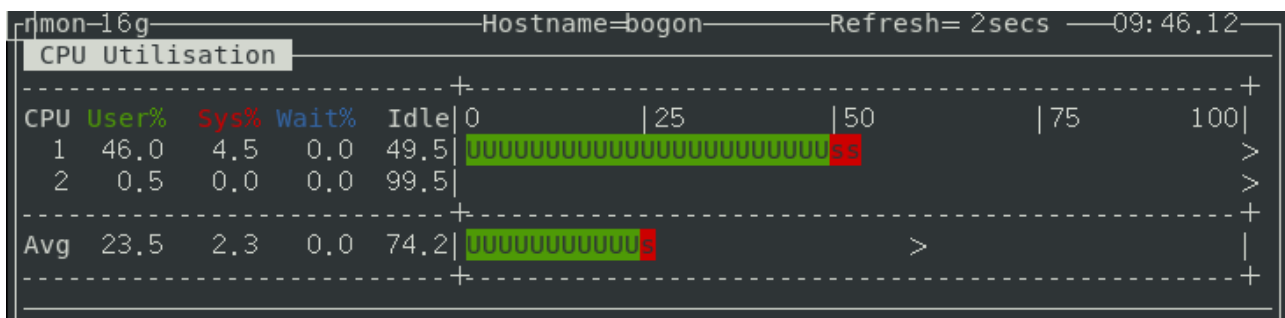 nmon-16g Hostname=bogon Refresh= 2secs 09:46.12
CPU Utilisation
CPU User% Sys% Wait% Idle|0 |25 |50 |75 100|
1 46.0 4.5 0.0 49.5|UUUUUUUUUUUUUUUUUUUUUUUss >
2 0.5 0.0 0.0 99.5| >
Avg 23.5 2.3 0.0 74.2|UUUUUUUUUUUs > |